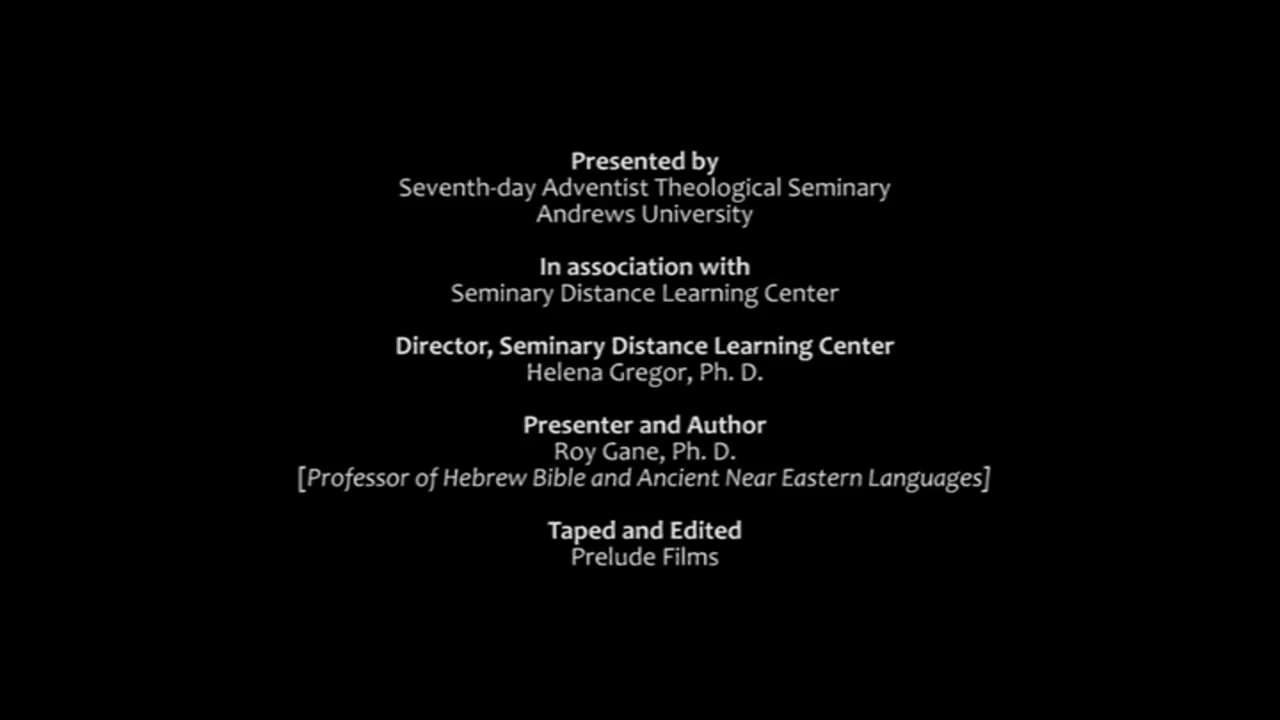 Presented by
Seventh-day Adventist Theological Seminary
Andrews University
In association with
Seminary Distance Learning Center
Director, Seminary Distance Learning Center
Helena Gregor, Ph. D.
Presenter and Author
Roy Gane, Ph. D.
[Professor of Hebrew Bible and Ancient Near Eastern Languages]
Taped and Edited
Prelude Films